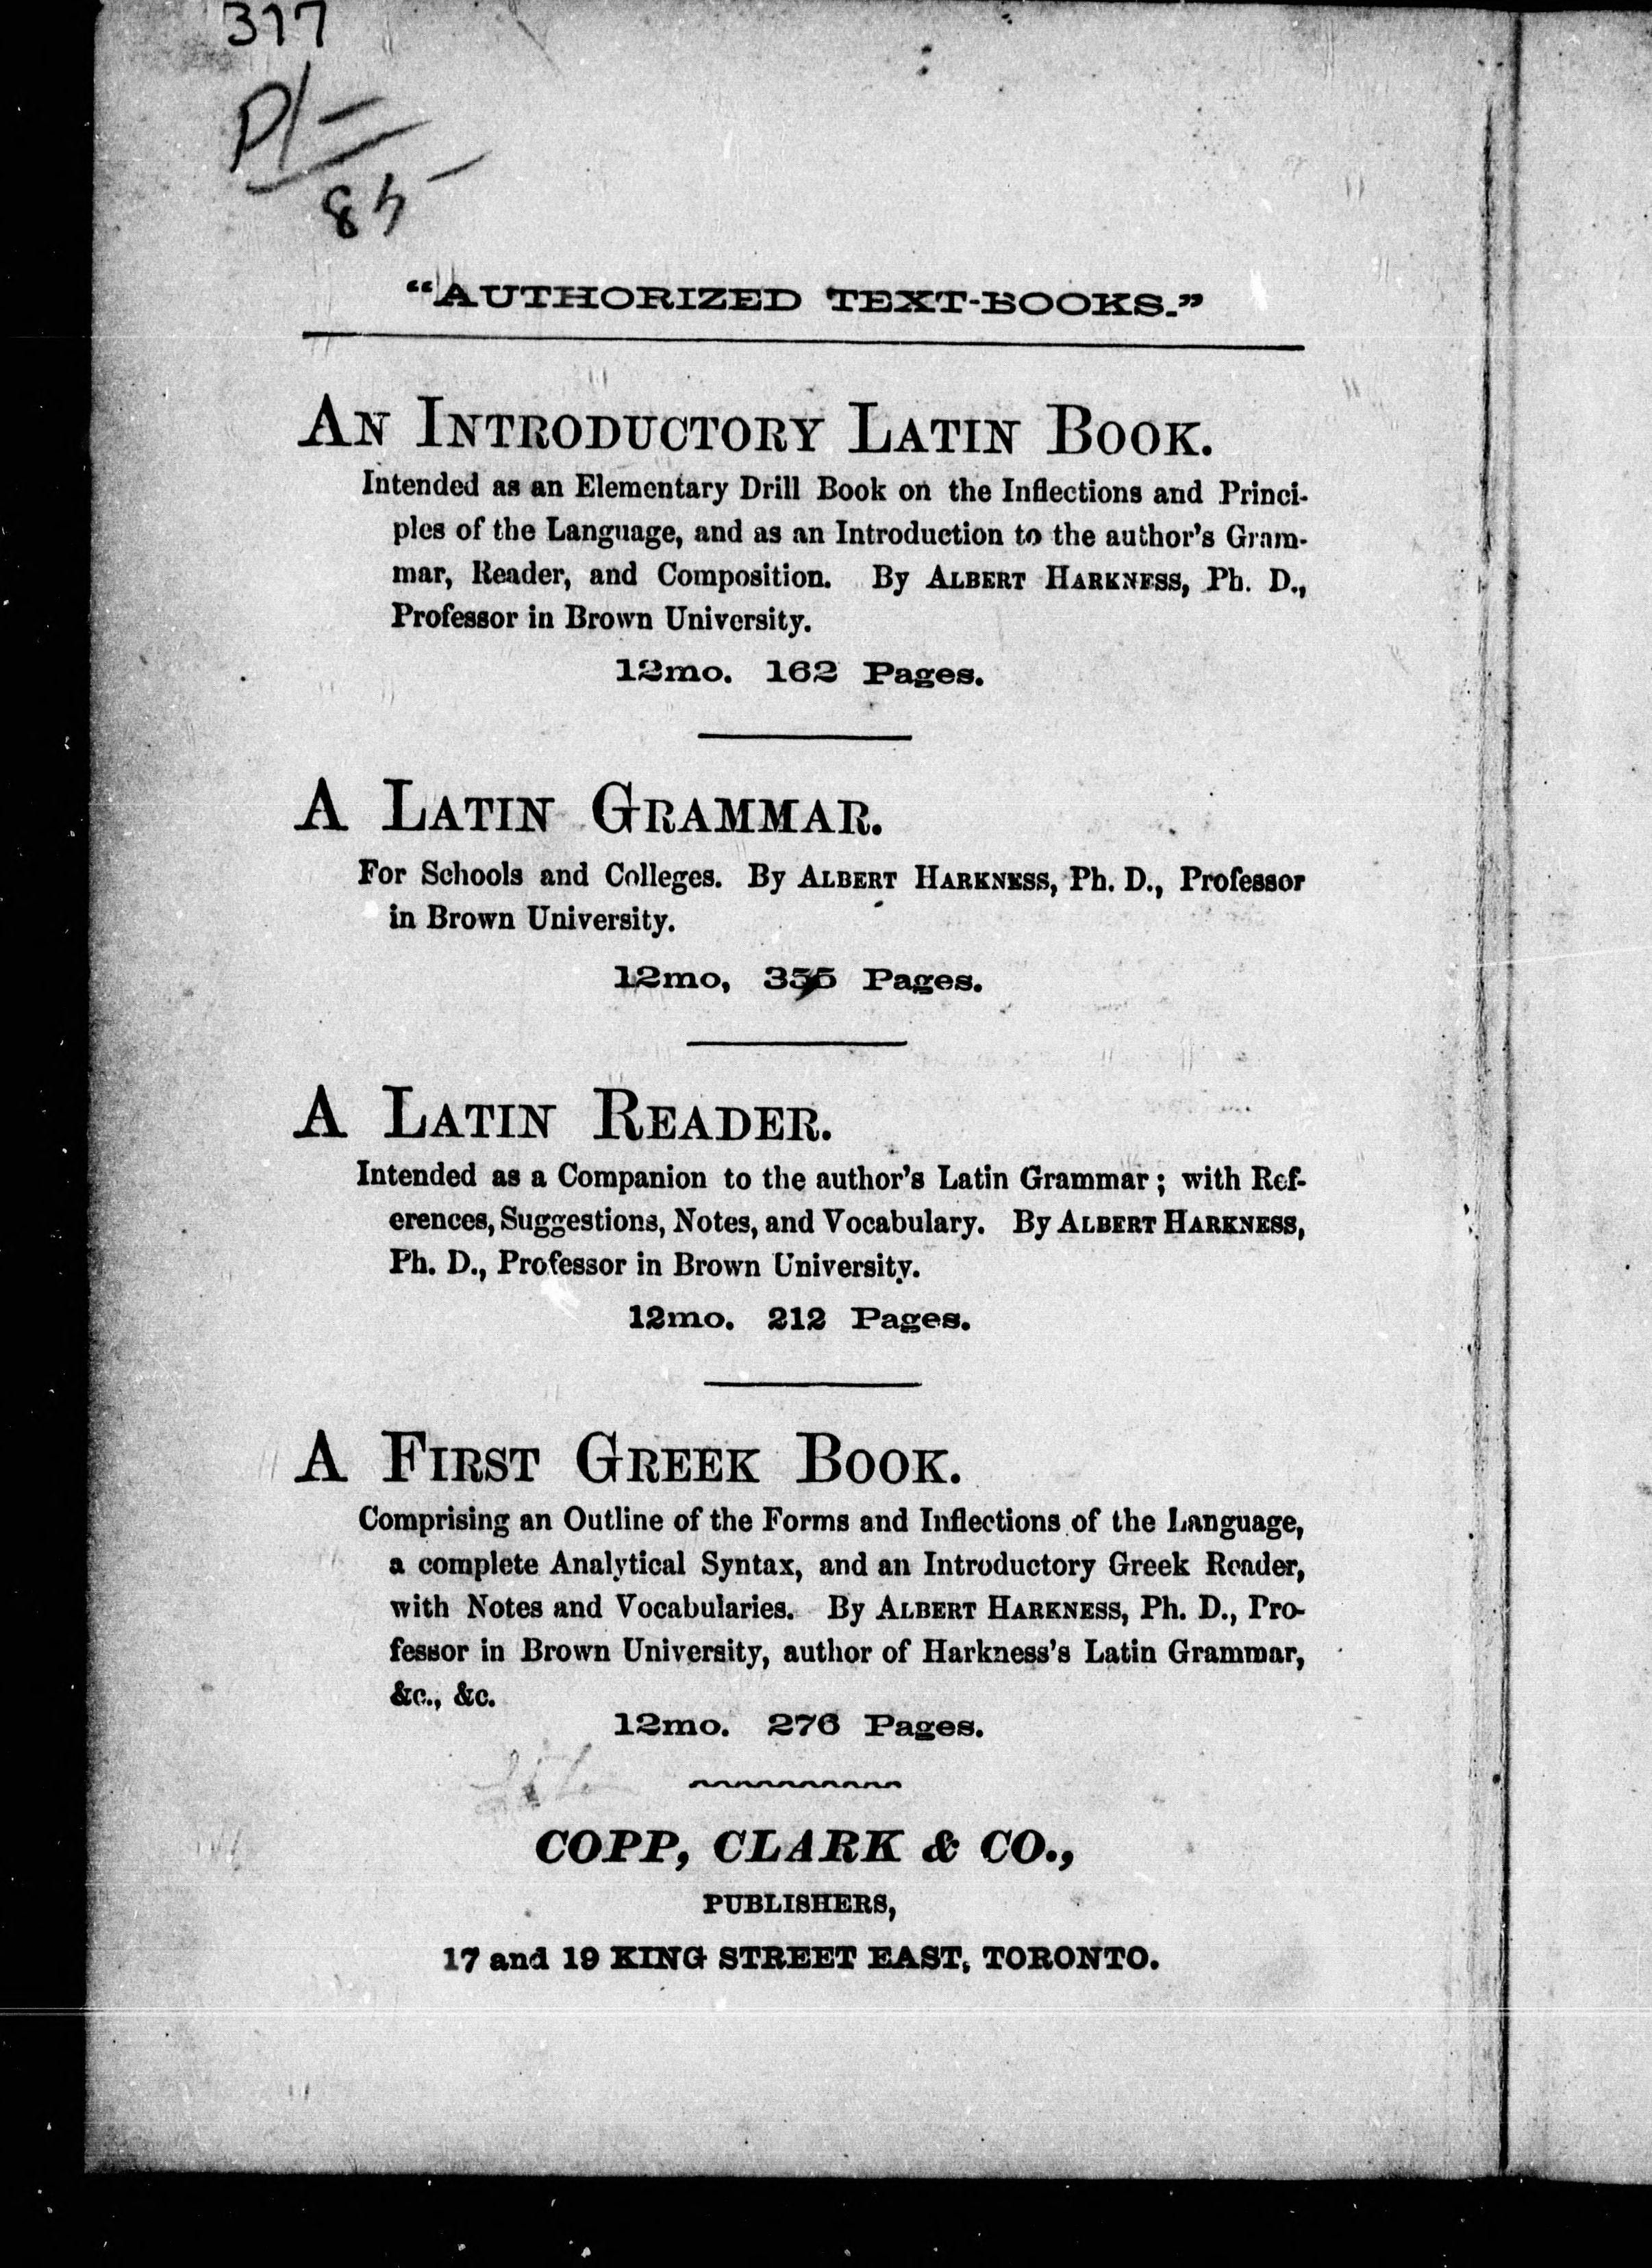 377
"AUTHORIZED TEXT-BOOKS."
AN INTRODUCTORY LATIN BOOK.
Intended as an Elementary Drill Book on the Inflections and Princi-
ples of the Language, and as an Introduction to the author's Gram-
mar, Reader, and Composition. By ALBERT HARKNESS, Ph. D.,
Professor in Brown University.
12mo. 162 Pages.
A LATIN GRAMMAR.
For Schools and Colleges. By ALBERT HARKNESS, Ph. D., Professor
in Brown University.
12mo, 355 Pages.
A LATIN READER.
Intended as a Companion to the author's Latin Grammar; with Ref-
erences, Suggestions, Notes, and Vocabulary. By ALBERT HARKNESS,
Ph. D., Professor in Brown University.
12mo. 212 Pages.
A FIRST GREEK BOOK.
Comprising an Outline of the Forms and Inflections of the Language,
a complete Analytical Syntax, and an Introductory Greek Reader,
with Notes and Vocabularies. By ALBERT HARKNESS, Ph. D., Pro-
fessor in Brown University, author of Harkness's Latin Grammar,
&c., &c.
12mo. 276 Pages.
COPP, CLARK & CO.,
PUBLISHERS,
17 and 19 KING STREET EAST, TORONTO.